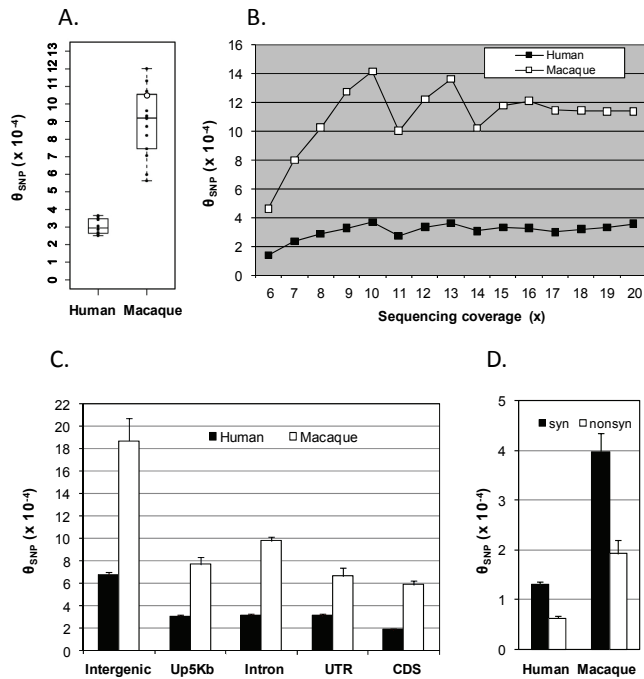 A.
θSNP (x 10-4)
13
12
11
10
9
8
7
6
5
4
3
2
1
0
Human Macaque
B.
θSNP (x 10-4)
16
14
12
10
8
6
4
2
0
Human
Macaque
6 7 8 9 10 11 12 13 14 15 16 17 18 19 20
Sequencing coverage (x)
C.
θSNP (x 10-4)
22
20
18
16
14
12
10
8
6
4
2
0
Human Macaque
Intergenic Up5Kb Intron UTR CDS
D.
θSNP (x 10-4)
5
4
3
2
1
0
syn nonsyn
Human Macaque